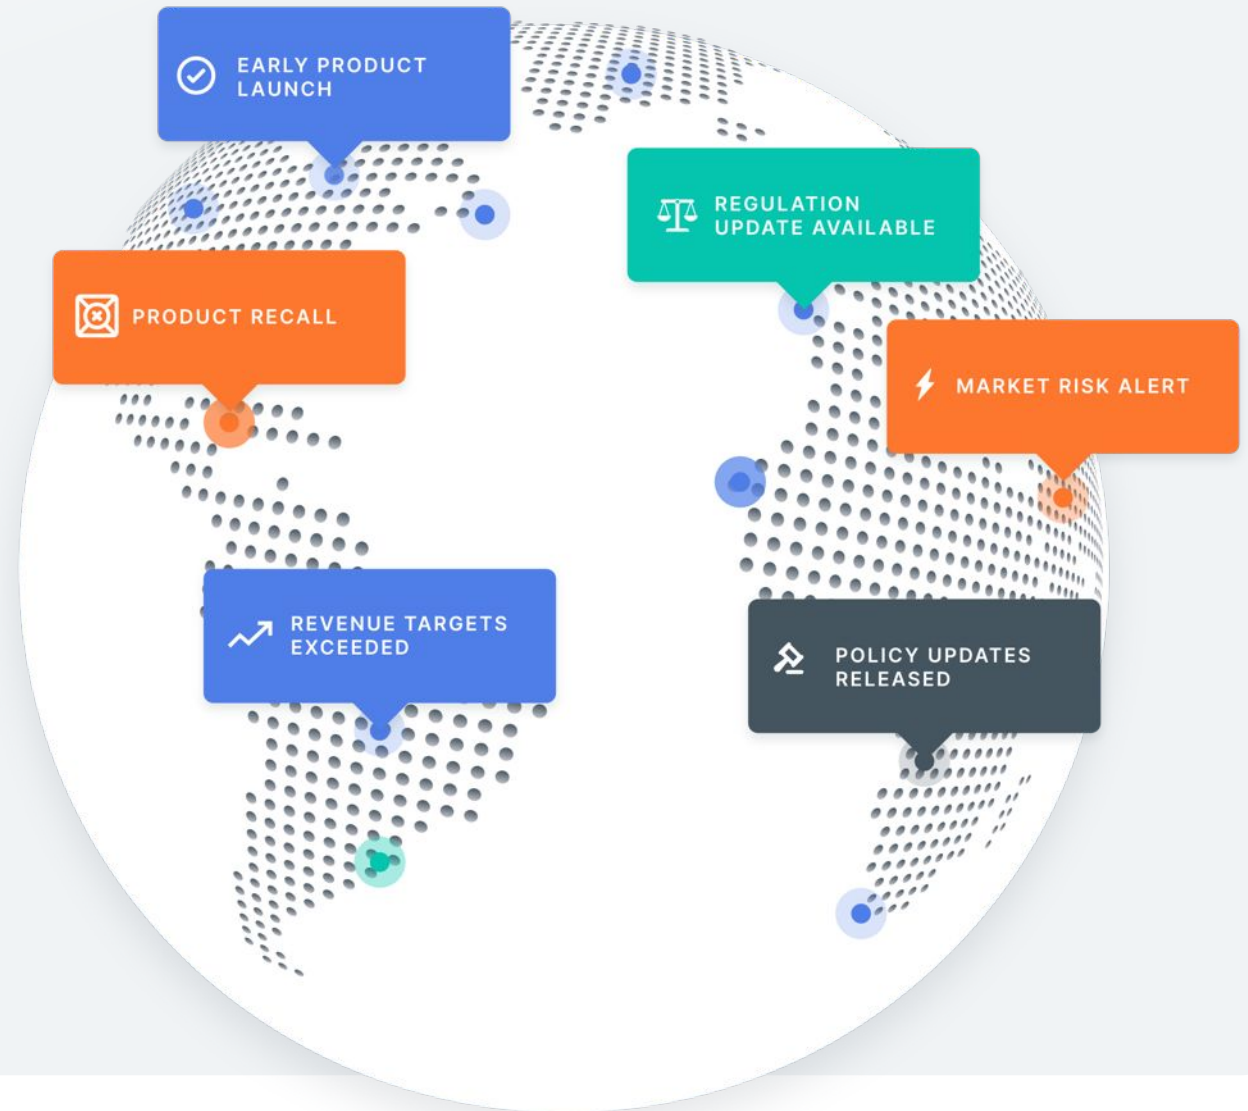 EARLY PRODUCT
LAUNCH
REGULATION
UPDATE AVAILABLE
PRODUCT RECALL
MARKET RISK ALERT
REVENUE TARGETS
EXCEEDED
POLICY UPDATES
RELEASED